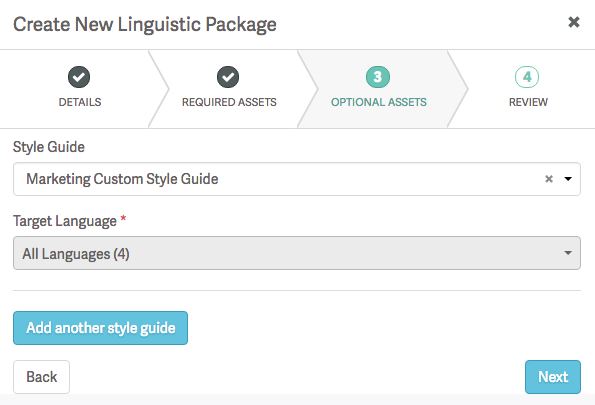 Create New Linguistic Package
3
4
DETAILS
REQUIRED ASSETS
OPTIONAL ASSETS
REVIEW
Style Guide
Marketing Custom Style Guide
Target Language *
All Languages (4)
Add another style guide
Back
Next